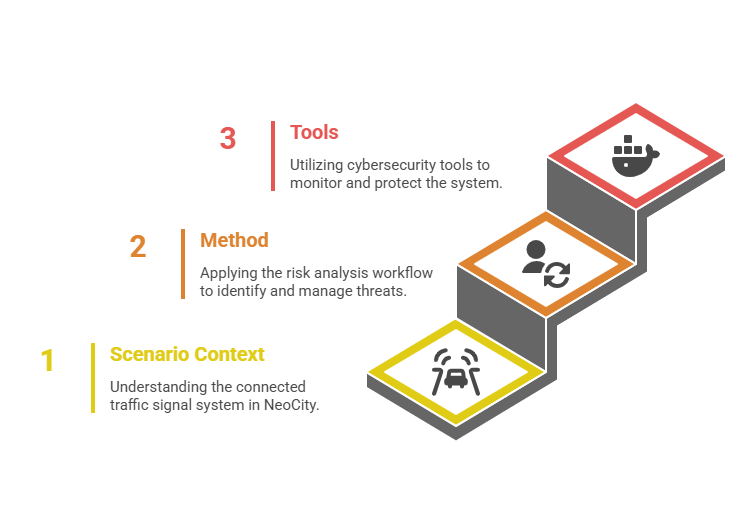 3
Tools
Utilizing cybersecurity tools to
monitor and protect the system.
2
Method
Applying the risk analysis workflow
to identify and manage threats.
1
Scenario Context
Understanding the connected
traffic signal system in NeoCity.